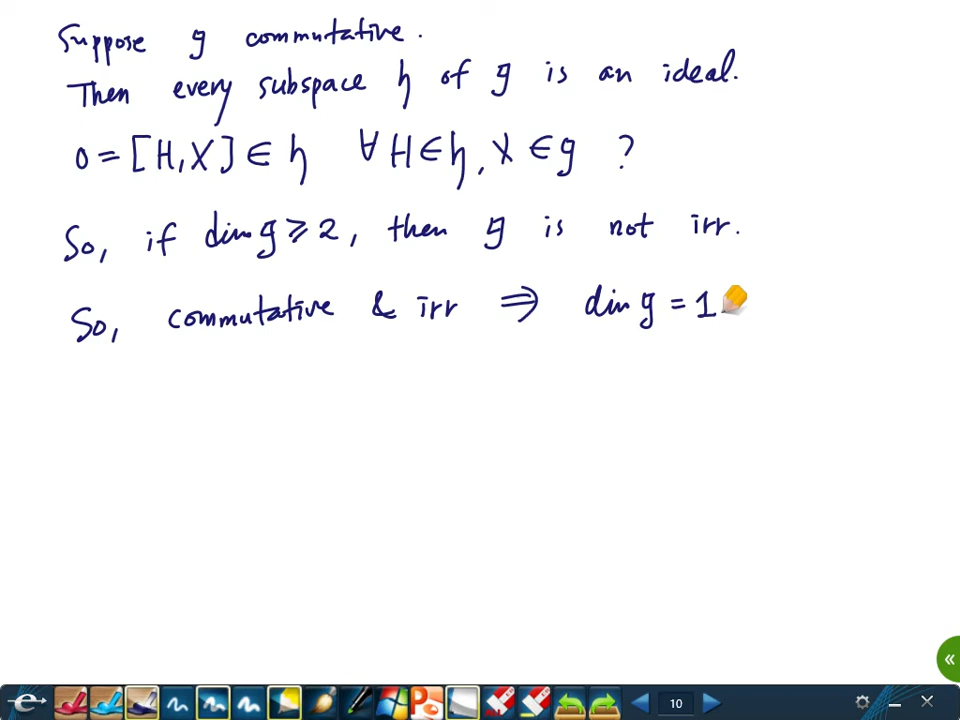 Suppose g commutative.
Then every subspace h of g is an ideal.
0 = [H, X] ∈ h ∀ H ∈ h, X ∈ g ?
So, if dim g ≥ 2, then g is not irr.
So, commutative & irr ⇒ dim g = 1
10